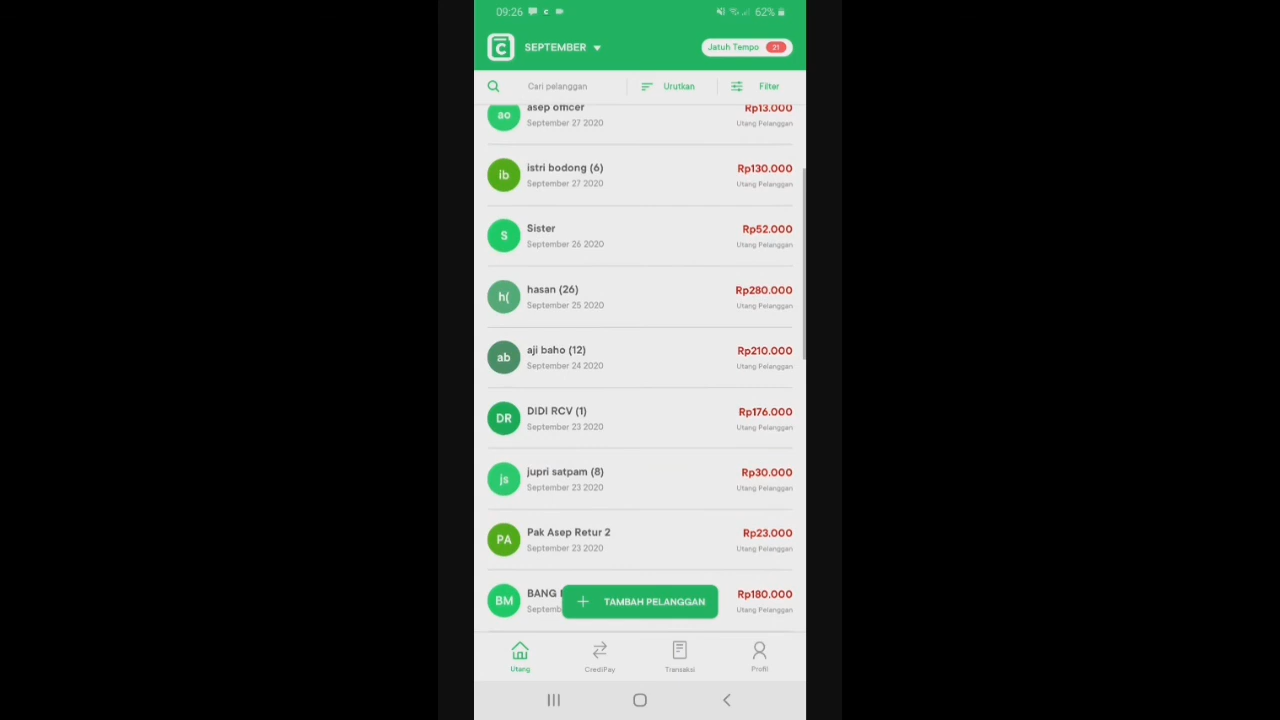 09:26 62%
C SEPTEMBER Jatuh Tempo 21
Cari pelanggan Urutkan Filter
ao asep officer Rp13.000
September 27 2020 Utang Pelanggan
ib istri bodong (6) Rp130.000
September 27 2020 Utang Pelanggan
S Sister Rp52.000
September 26 2020 Utang Pelanggan
h( hasan (26) Rp280.000
September 25 2020 Utang Pelanggan
ab aji baho (12) Rp210.000
September 24 2020 Utang Pelanggan
DR DIDI RCV (1) Rp176.000
September 23 2020 Utang Pelanggan
js jupri satpam (8) Rp30.000
September 23 2020 Utang Pelanggan
PA Pak Asep Retur 2 Rp23.000
September 23 2020 Utang Pelanggan
BM BANG Rp180.000
Septemb Utang Pelanggan
+ TAMBAH PELANGGAN
Utang CrediPay Transaksi Profil